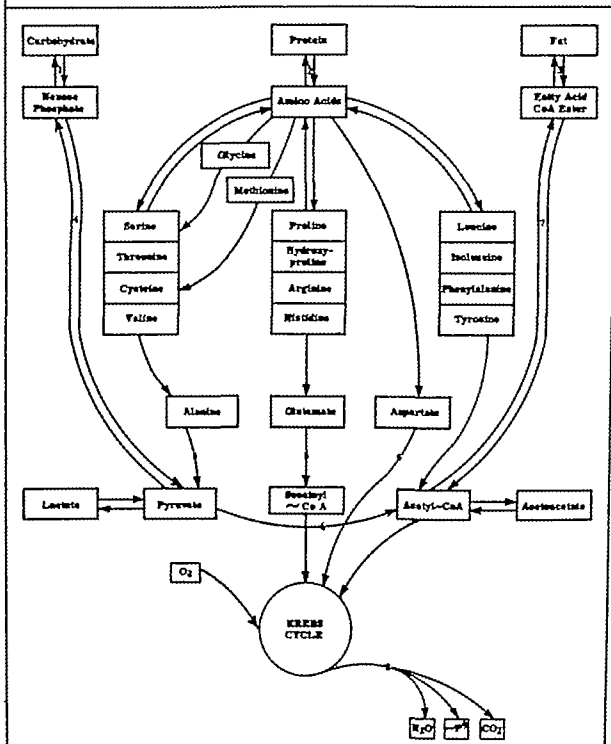 Carbohydrate
Protein
Fat
Hexose
Phosphate
Amino Acids
Fatty Acid
CoA Ester
Glycine
Methionine
Serine
Threonine
Cysteine
Valine
Proline
Hydroxy-
proline
Arginine
Histidine
Leucine
Isoleucine
Phenylalanine
Tyrosine
Alanine
Glutamate
Aspartate
Lactate
Pyruvate
Succinyl
~ Co A
Acetyl~CoA
Acetoacetate
O2
KREBS
CYCLE
H2O
~P
CO2